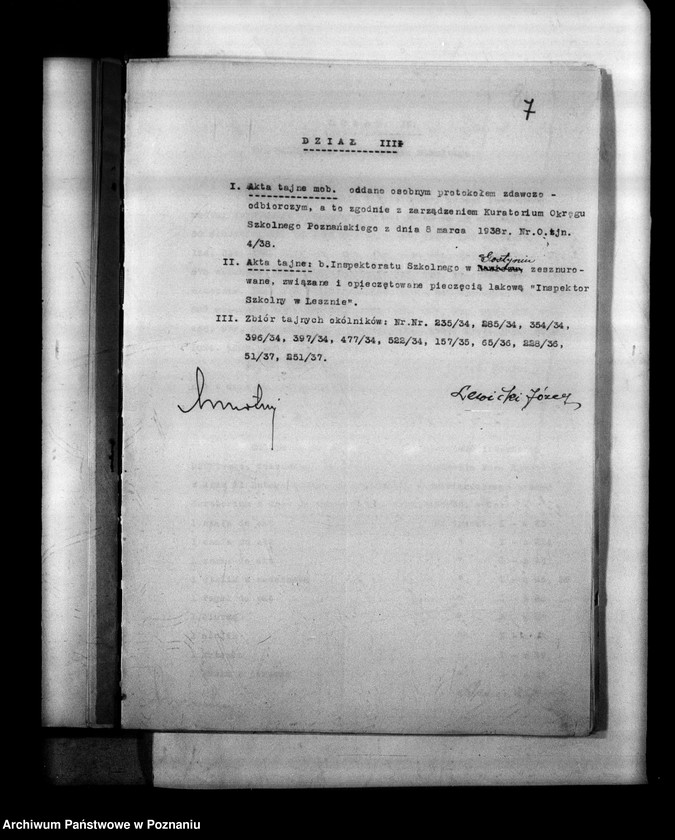 7
DZIAŁ III
I. Akta tajne mob. oddane osobnym protokołem zdawczo -
odbiorczym, a to zgodnie z zarządzeniem Kuratorium Okręgu
Szkolnego Poznańskiego z dnia 8 marca 1938r. Nr.O.tjn.
4/38.
II. Akta tajne: b.Inspektoratu Szkolnego w Gostyniu zesznuro-
wane, związane i opieczętowane pieczęcią lakową "Inspektor
Szkolny w Lesznie".
III. Zbiór tajnych okólników: Nr.Nr. 235/34, 285/34, 354/34,
396/34, 397/34, 477/34, 522/34, 157/35, 65/36, 228/36,
51/37, 251/37.
Lewicki Józef
Archiwum Państwowe w Poznaniu